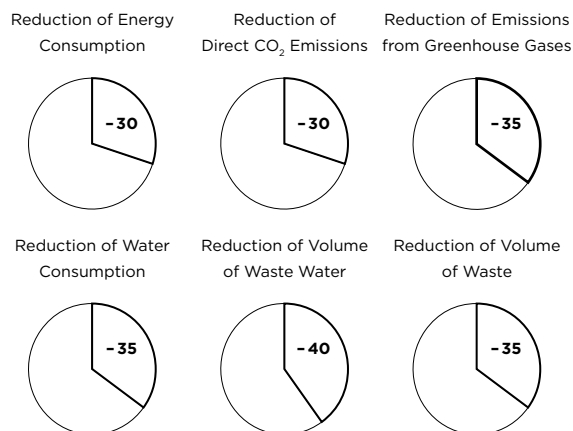 Reduction of Energy
Consumption
Reduction of
Direct CO₂ Emissions
Reduction of Emissions
from Greenhouse Gases
–30
–30
–35
Reduction of Water
Consumption
Reduction of Volume
of Waste Water
Reduction of Volume
of Waste
–35
–40
–35